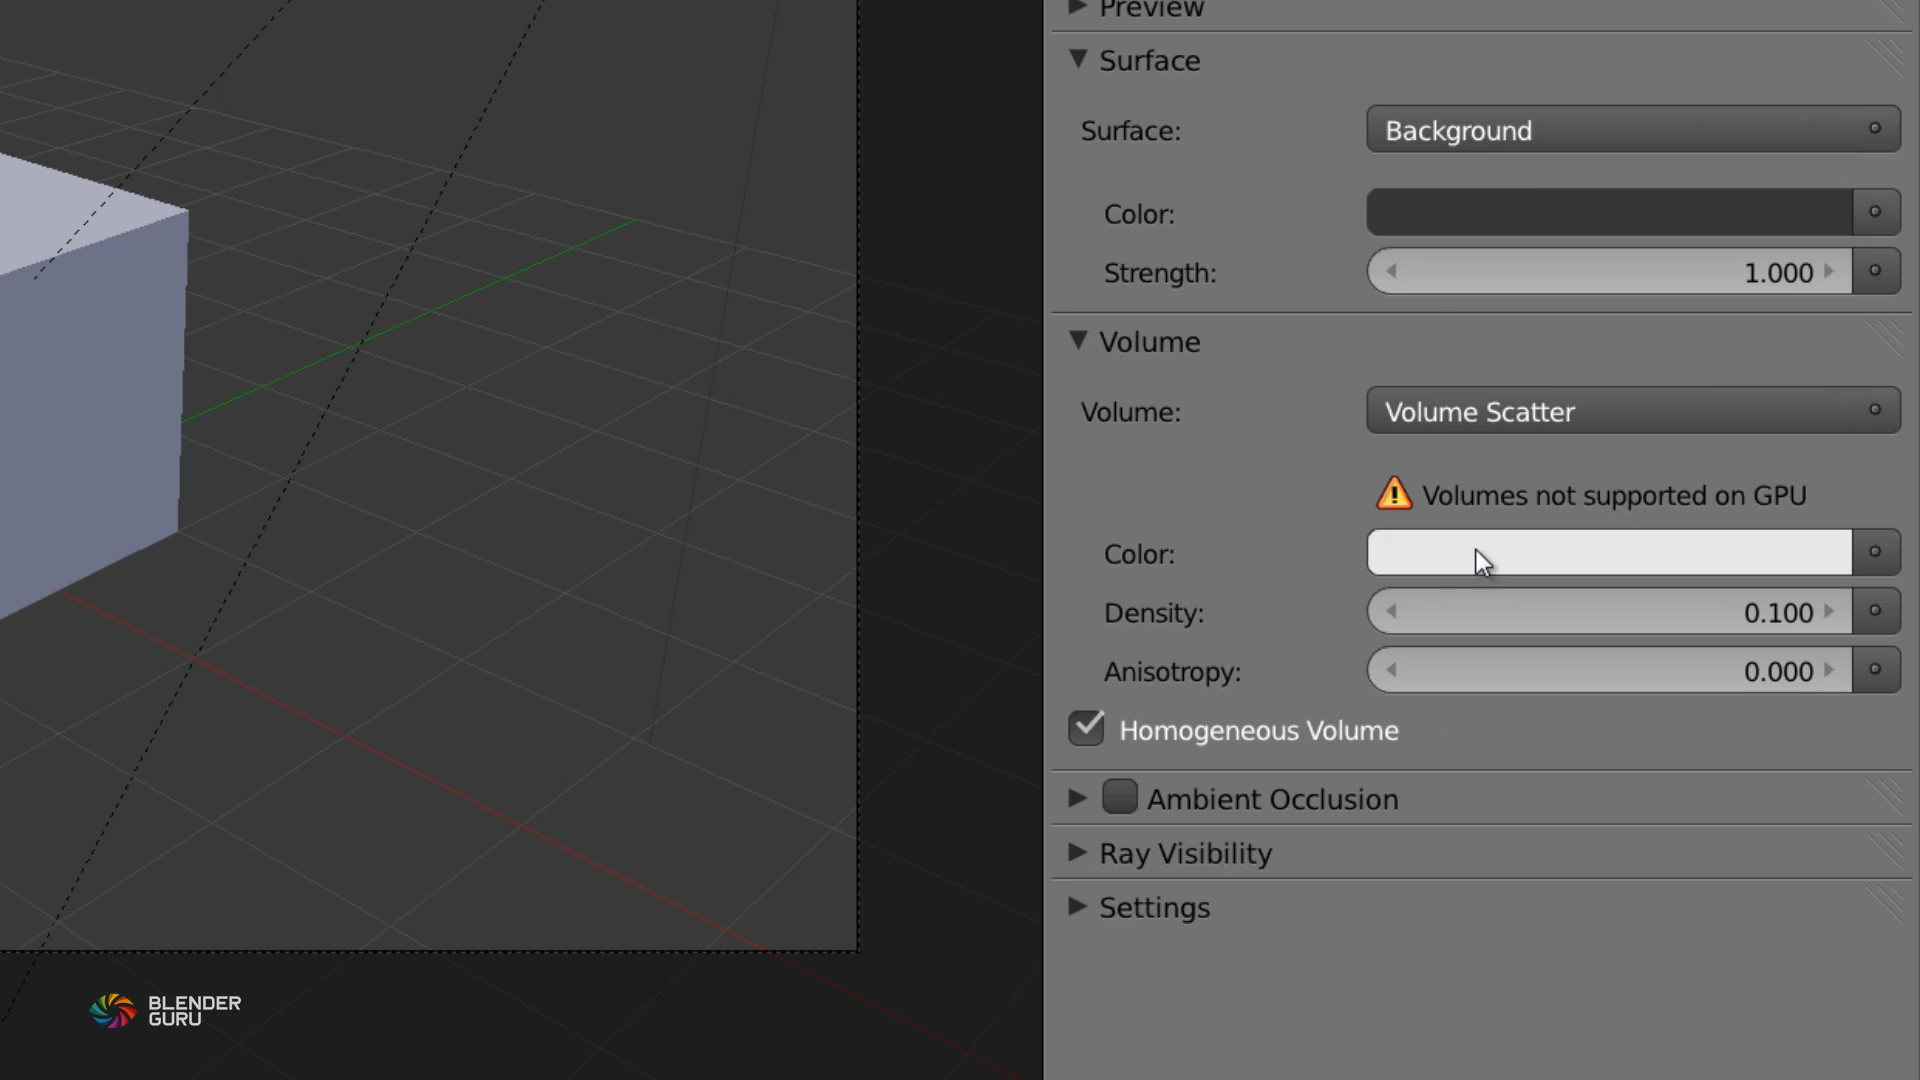 Preview
Surface
Surface: Background
Color:
Strength: 1.000
Volume
Volume: Volume Scatter
Volumes not supported on GPU
Color:
Density: 0.100
Anisotropy: 0.000
Homogeneous Volume
Ambient Occlusion
Ray Visibility
Settings
BLENDER
GURU